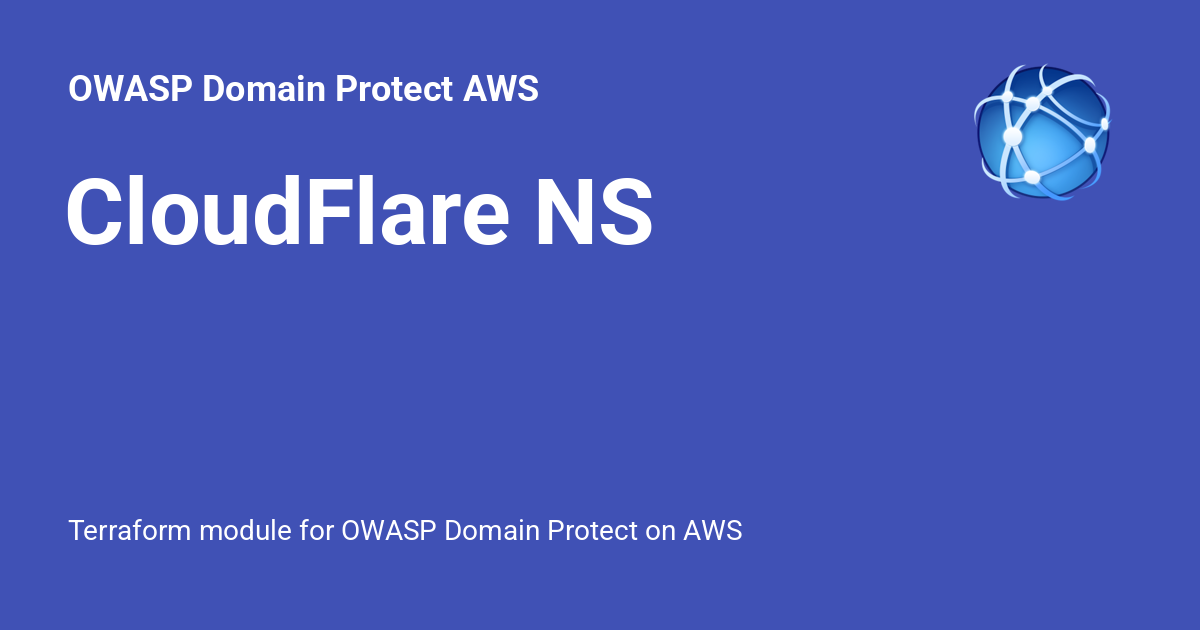 OWASP Domain Protect AWS
CloudFlare NS
Terraform module for OWASP Domain Protect on AWS